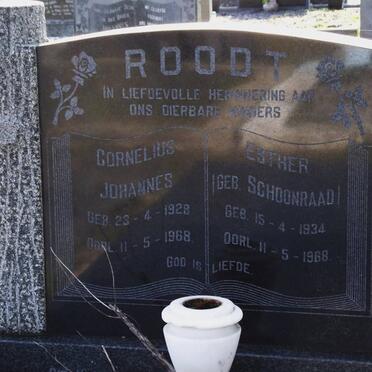 ROODT
IN LIEFDEVOLLE HERINNERING AAN
ONS DIERBARE OUERS
CORNELIUS
JOHANNES
GEB. 23-4-1928
OORL. 11-5-1968.
ESTHER
(GEB. SCHOONRAAD)
GEB. 15-4-1934
OORL. 11-5-1968.
GOD IS LIEFDE.